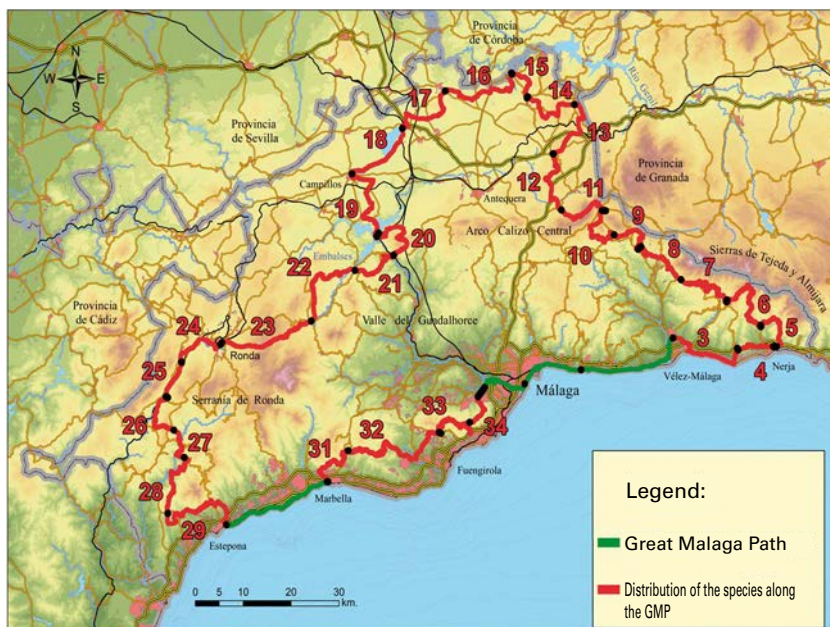 N
W E
S
Provincia
de Córdoba
Río Genil
Provincia
de Sevilla
15
16
14
17
13
18
Provincia
de Granada
Campillos
12
Antequera
11
19
Arco Calizo Central
9
20
10
Sierras de Tejeda y Almijara
8
Embalses
22
21
7
Provincia
de Cádiz
6
24
23
Valle del Guadalhorce
5
3
Ronda
Nerja
25
Málaga
Vélez-Málaga
4
Serranía de Ronda
26
33
32
34
27
31
Fuengirola
28
Marbella
29
Estepona
0 5 10 20 30
km.
Legend:
Great Malaga Path
Distribution of the species along
the GMP